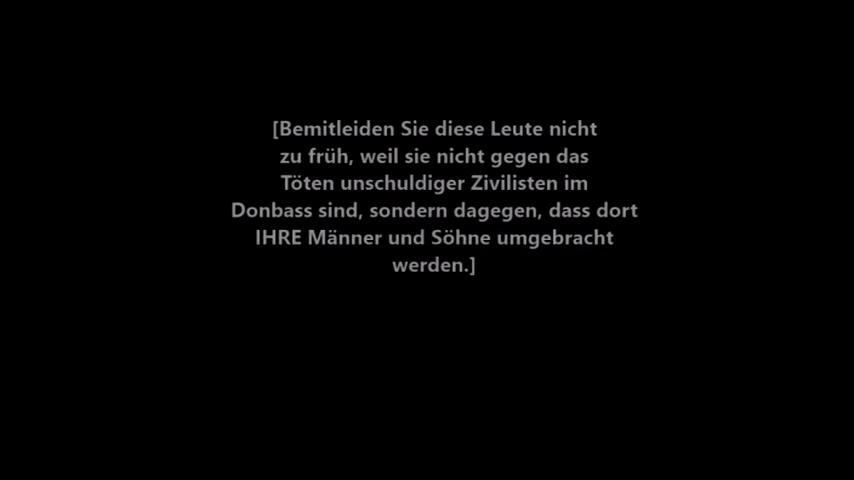 [Bemitleiden Sie diese Leute nicht
zu früh, weil sie nicht gegen das
Töten unschuldiger Zivilisten im
Donbass sind, sondern dagegen, dass dort
IHRE Männer und Söhne umgebracht
werden.]